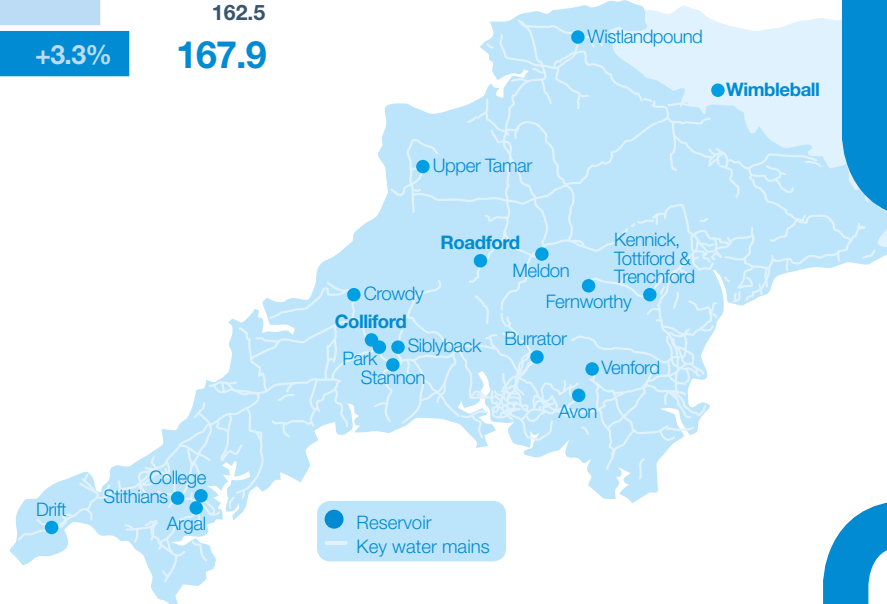 162.5
+3.3%
167.9
Wistlandpound
Wimbleball
Upper Tamar
Roadford
Meldon
Kennick,
Tottiford &
Trenchford
Fernworthy
Crowdy
Colliford
Park
Siblyback
Stannon
Burrator
Venford
Avon
College
Stithians
Argal
Drift
Reservoir
Key water mains